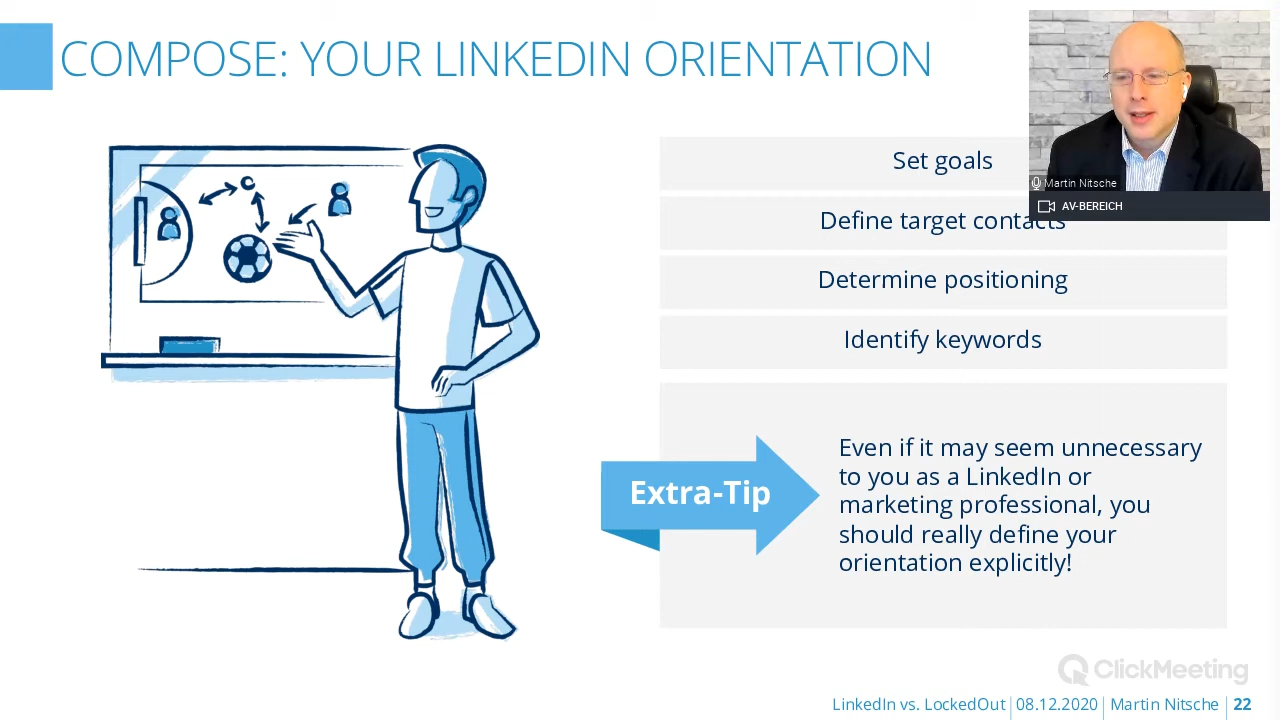 COMPOSE: YOUR LINKEDIN ORIENTATION
Martin Nitsche
AV-BEREICH
Set goals
Define target contacts
Determine positioning
Identify keywords
Extra-Tip
Even if it may seem unnecessary
to you as a LinkedIn or
marketing professional, you
should really define your
orientation explicitly!
ClickMeeting
LinkedIn vs. LockedOut | 08.12.2020 | Martin Nitsche | 22